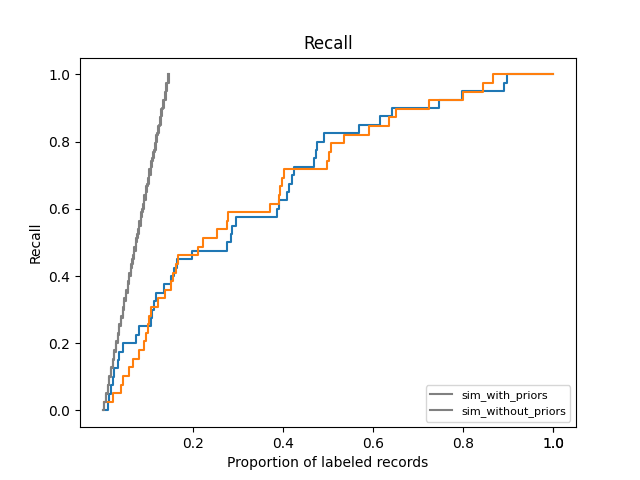 Recall
1.0
0.8
0.6
0.4
0.2
0.0
Recall
sim_with_priors
sim_without_priors
0.2 0.4 0.6 0.8 1.0 1.0
Proportion of labeled records